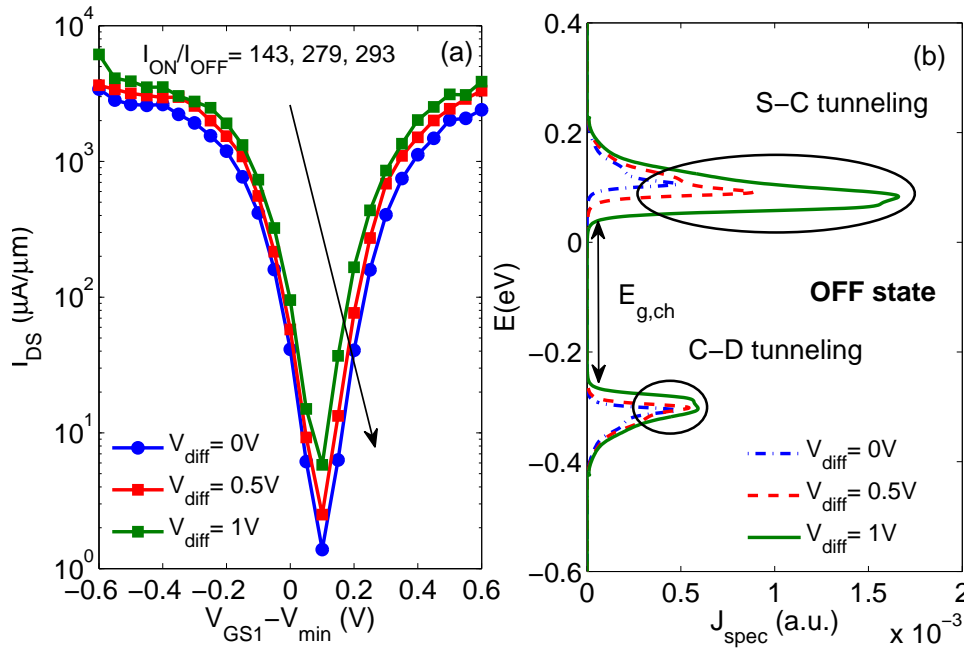 (a)
I_ON/I_OFF= 143, 279, 293
10^4
10^3
10^2
10^1
10^0
I_DS (µA/µm)
V_diff= 0V
V_diff= 0.5V
V_diff= 1V
−0.6 −0.4 −0.2 0 0.2 0.4 0.6
V_GS1−V_min (V)
(b)
S−C tunneling
E_g,ch
OFF state
C−D tunneling
0.4
0.2
0
−0.2
−0.4
−0.6
E(eV)
V_diff= 0V
V_diff= 0.5V
V_diff= 1V
0 0.5 1 1.5 2
J_spec (a.u.)
x 10^−3